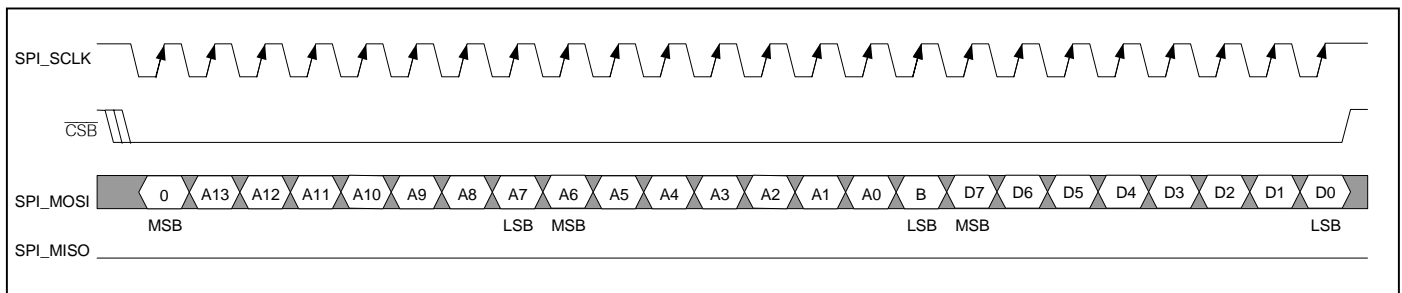 SPI_SCLK
CSB
SPI_MOSI 0 A13 A12 A11 A10 A9 A8 A7 A6 A5 A4 A3 A2 A1 A0 B D7 D6 D5 D4 D3 D2 D1 D0
MSB LSB MSB LSB MSB LSB
SPI_MISO